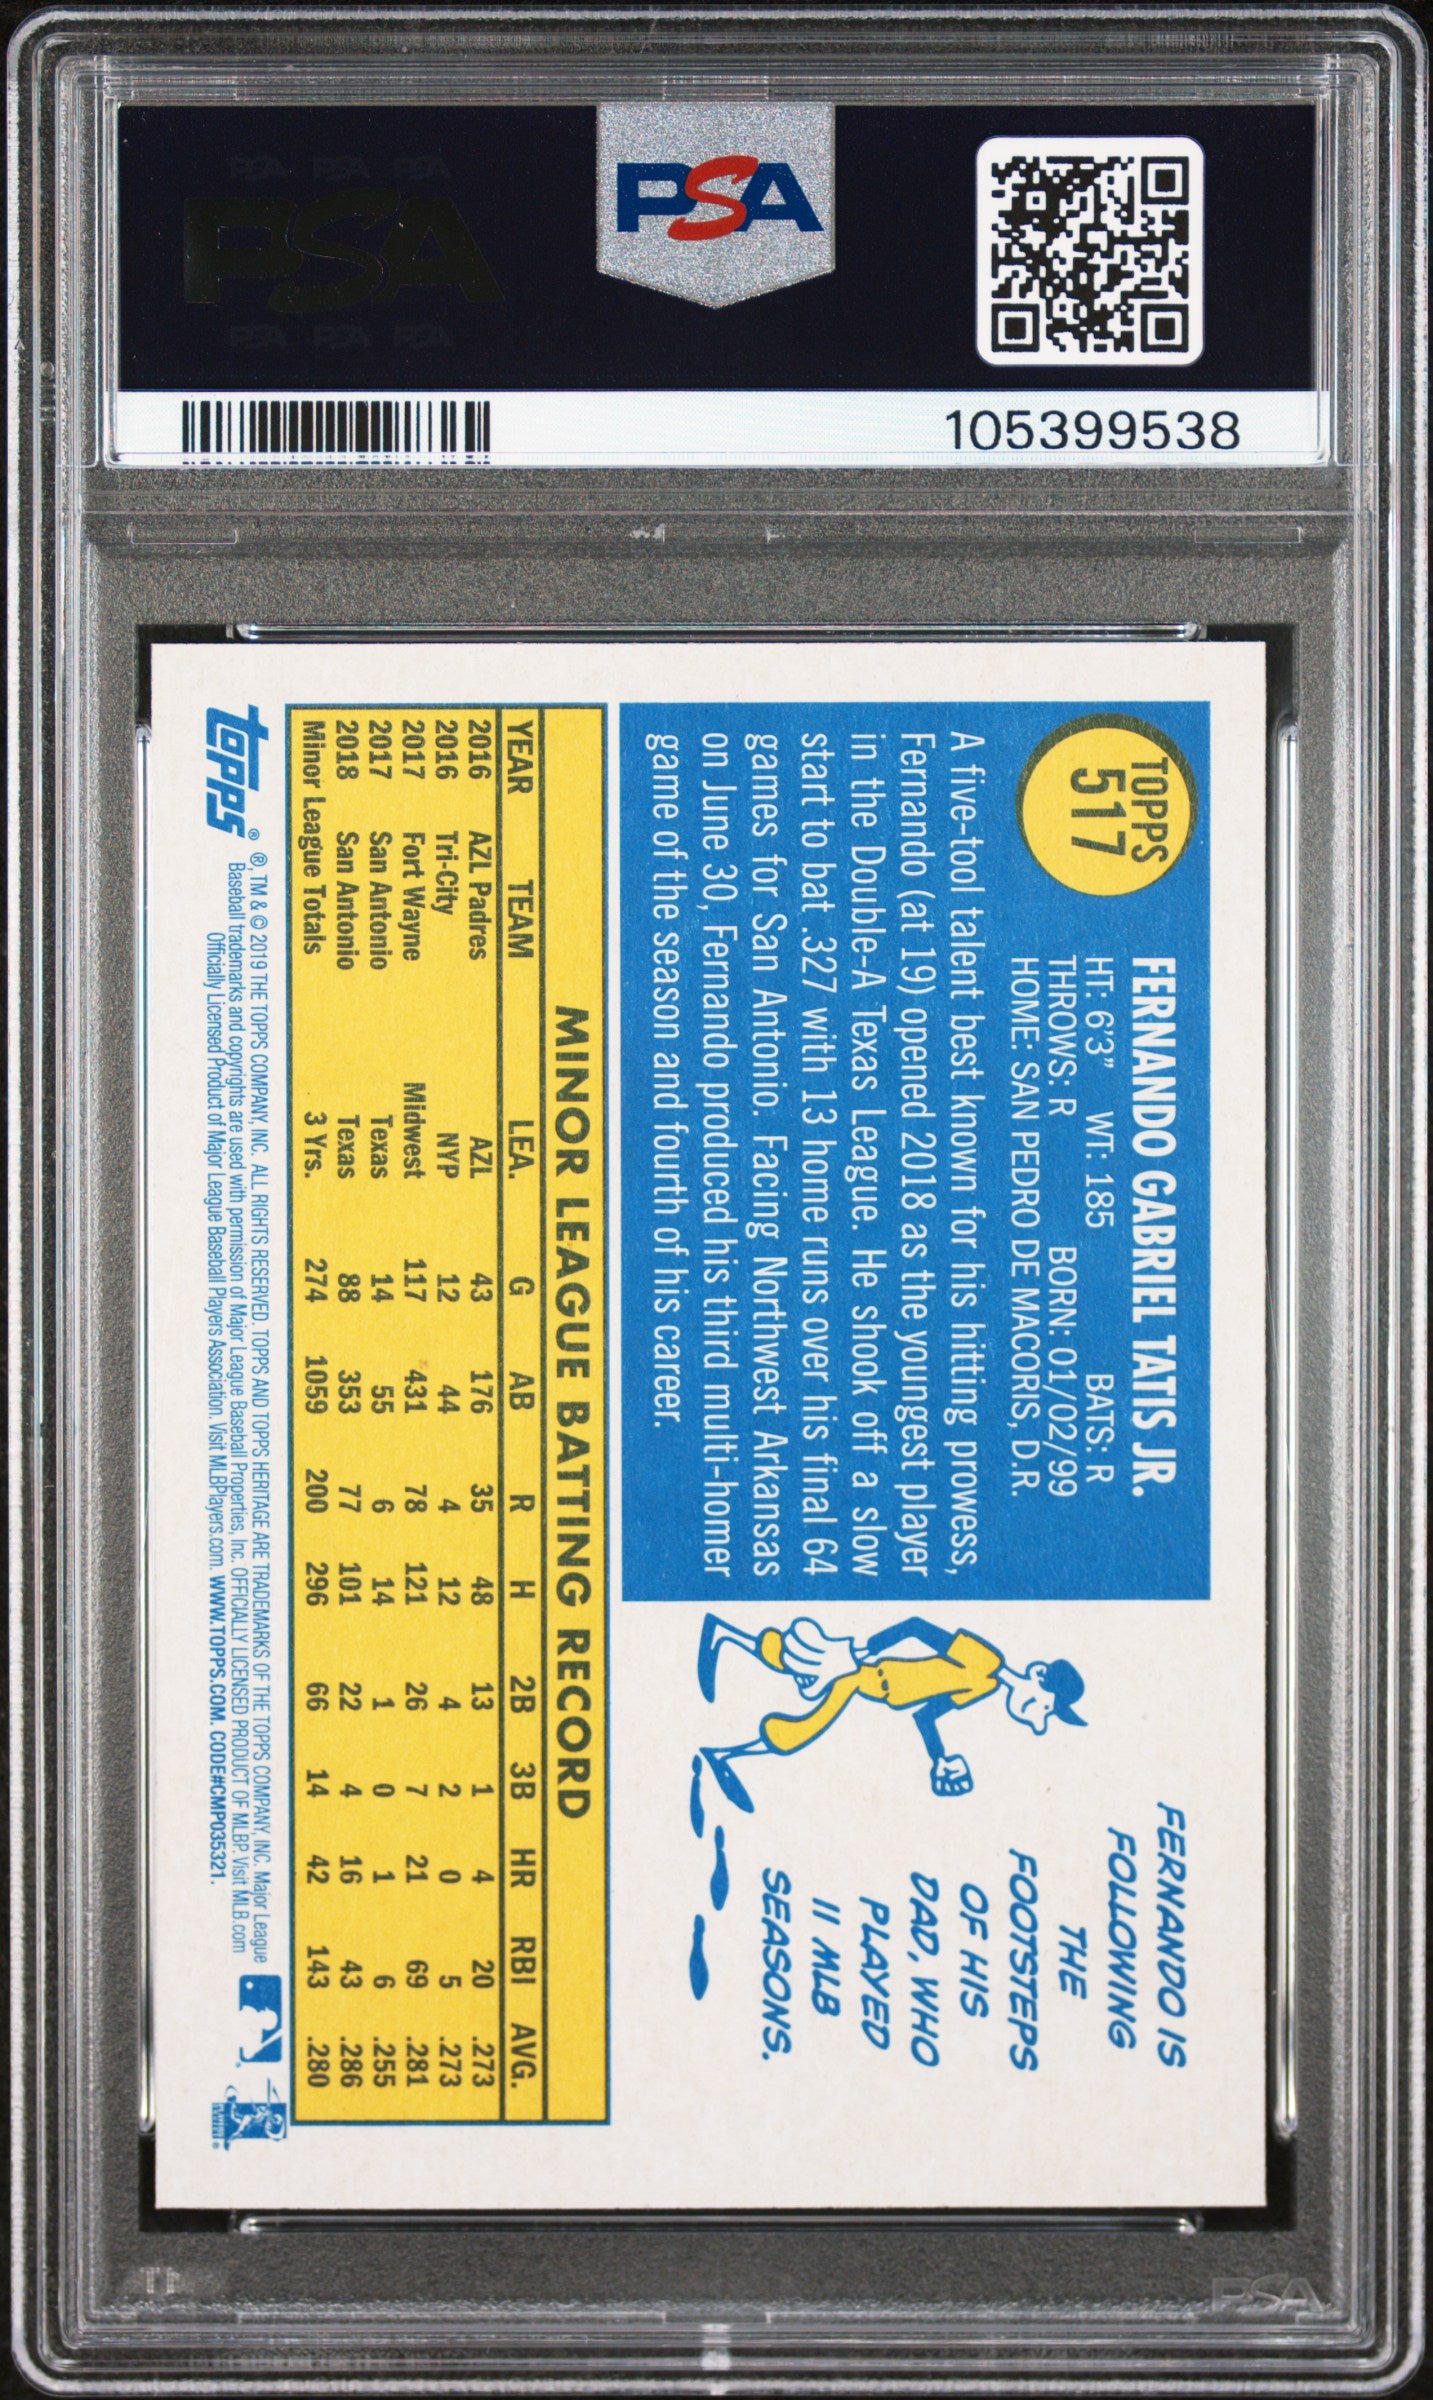 PSA PSA PSA
PSA
PSA PSA PSA
PSA
105399538
TOPPS
517
FERNANDO GABRIEL TATIS JR.
HT: 6'3" WT: 185 BATS: R
THROWS: R BORN: 01/02/99
HOME: SAN PEDRO DE MACORIS, D.R.
A five-tool talent best known for his hitting prowess,
Fernando (at 19) opened 2018 as the youngest player
in the Double-A Texas League. He shook off a slow
start to bat .327 with 13 home runs over his final 64
games for San Antonio. Facing Northwest Arkansas
on June 30, Fernando produced his third multi-homer
game of the season and fourth of his career.
FERNANDO IS
FOLLOWING
THE
FOOTSTEPS
OF HIS
DAD, WHO
PLAYED
11 MLB
SEASONS.
MINOR LEAGUE BATTING RECORD
YEAR TEAM LEA. G AB R H 2B 3B HR RBI AVG.
2016 AZL Padres AZL 43 176 35 48 13 1 4 20 .273
2016 Tri-City NYP 12 44 4 12 4 2 0 5 .273
2017 Fort Wayne Midwest 117 431 78 121 26 7 21 69 .281
2017 San Antonio Texas 14 55 6 14 1 0 1 6 .255
2018 San Antonio Texas 88 353 77 101 22 4 16 43 .286
Minor League Totals 3 Yrs. 274 1059 200 296 66 14 42 143 .280
topps®
®, TM & © 2019 THE TOPPS COMPANY, INC. ALL RIGHTS RESERVED. TOPPS AND TOPPS HERITAGE ARE TRADEMARKS OF THE TOPPS COMPANY, INC. Major League
Baseball trademarks and copyrights are used with permission of Major League Baseball Properties, Inc. OFFICIALLY LICENSED PRODUCT OF MLBP. Visit MLB.com
Officially Licensed Product of Major League Baseball Players Association. Visit MLBPlayers.com. WWW.TOPPS.COM. CODE#CMP035321.
PSA